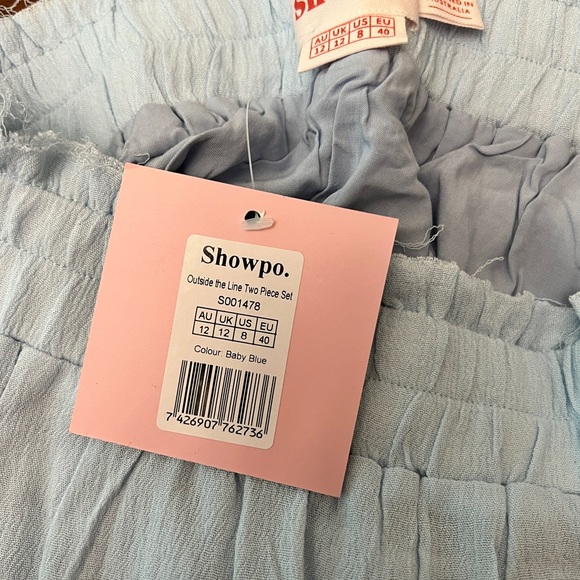 AU UK US EU
12 12 8 40
AUSTRALIA
Showpo.
Outside the Line Two Piece Set
S001478
AU UK US EU
12 12 8 40
Colour: Baby Blue
7 426907 762736